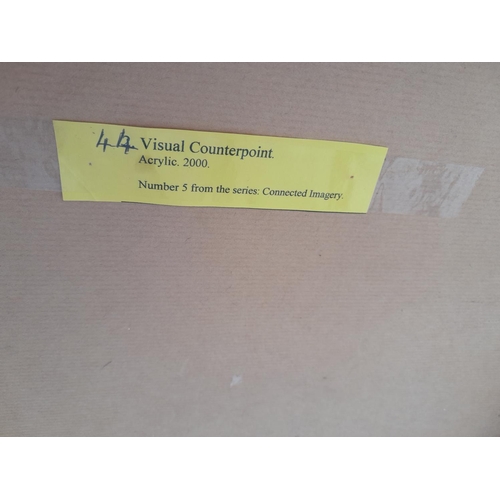 44 Visual Counterpoint.
Acrylic. 2000.
Number 5 from the series: Connected Imagery.